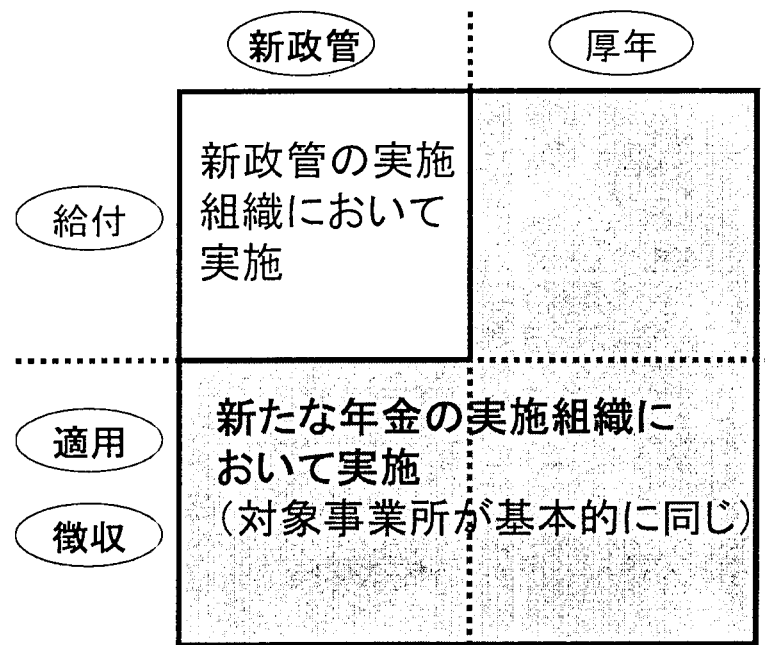 新政管
厚年
給付
新政管の実施
組織において
実施
適用
徴収
新たな年金の実施組織に
おいて実施
（対象事業所が基本的に同じ）